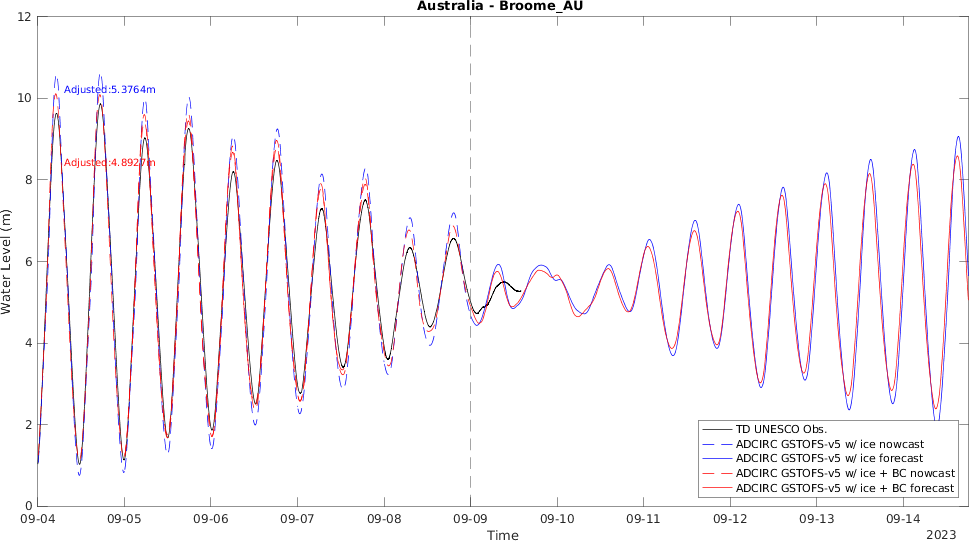 Australia - Broome_AU
12
10
8
6
4
2
0
Water Level (m)
Adjusted:5.3764m
Adjusted:4.8927m
TD UNESCO Obs.
ADCIRC GSTOFS-v5 w/ ice nowcast
ADCIRC GSTOFS-v5 w/ ice forecast
ADCIRC GSTOFS-v5 w/ ice + BC nowcast
ADCIRC GSTOFS-v5 w/ ice + BC forecast
09-04 09-05 09-06 09-07 09-08 09-09 09-10 09-11 09-12 09-13 09-14
Time
2023